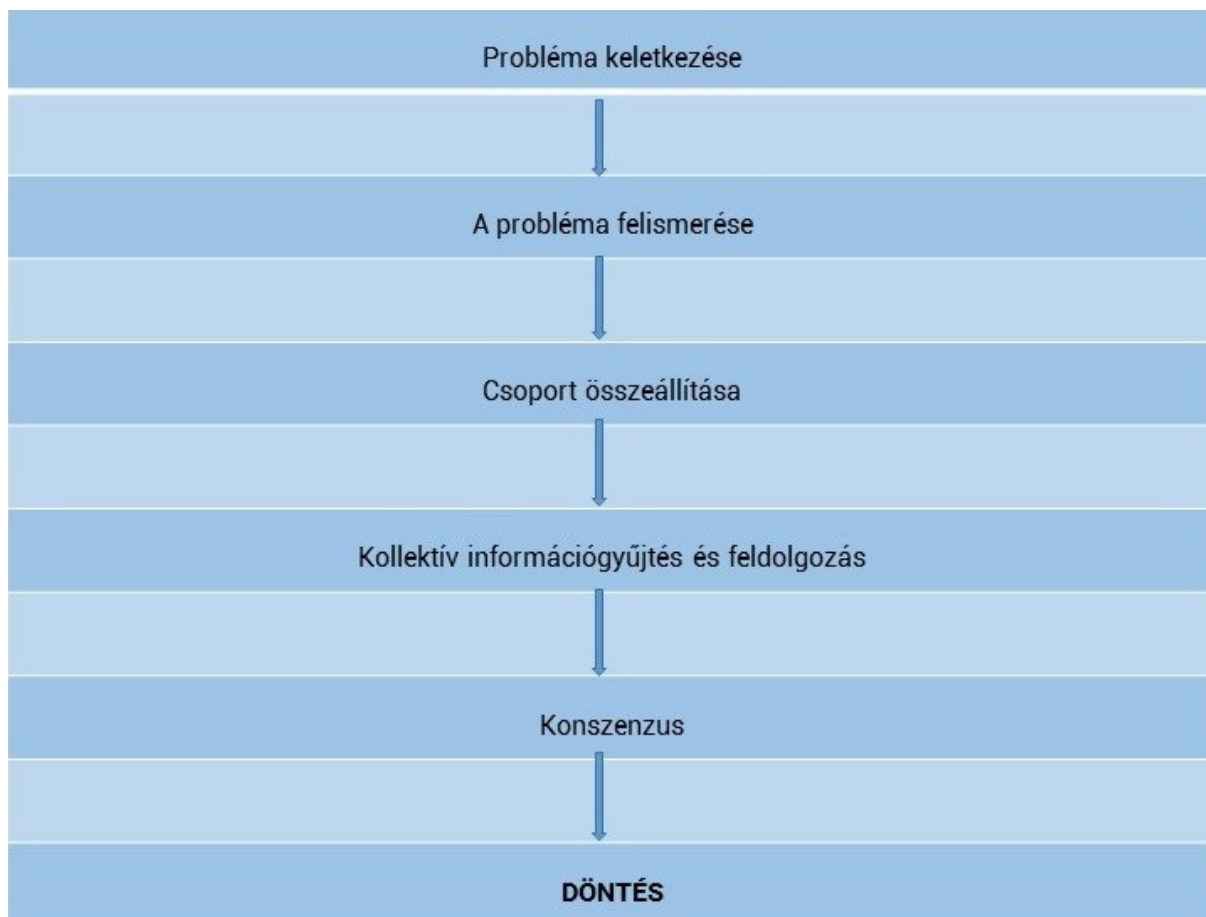 Probléma keletkezése
A probléma felismerése
Csoport összeállítása
Kollektív információgyűjtés és feldolgozás
Konszenzus
DÖNTÉS